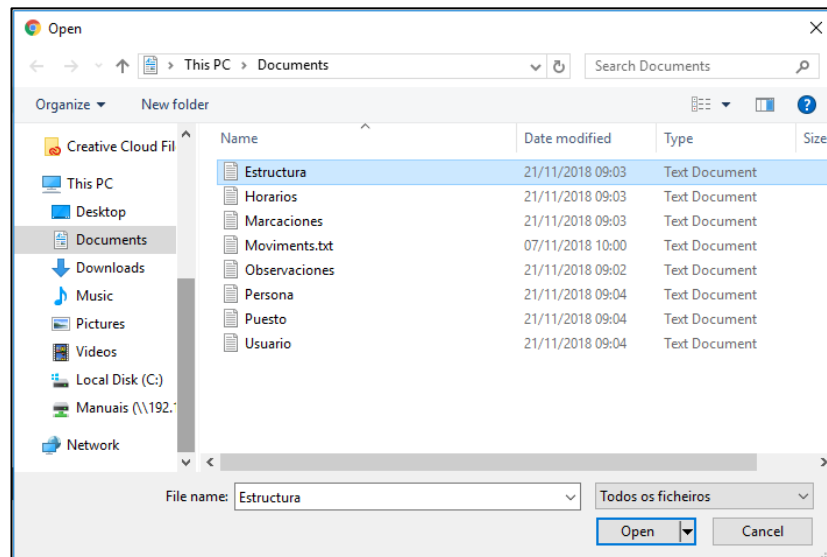 Open
This PC > Documents
Search Documents
Organize
New folder
Name
Date modified
Type
Size
Creative Cloud Fil
This PC
Desktop
Documents
Downloads
Music
Pictures
Videos
Local Disk (C:)
Manuais (\\192.1
Network
Estructura 21/11/2018 09:03 Text Document
Horarios 21/11/2018 09:03 Text Document
Marcaciones 21/11/2018 09:03 Text Document
Moviments.txt 07/11/2018 10:00 Text Document
Observaciones 21/11/2018 09:02 Text Document
Persona 21/11/2018 09:04 Text Document
Puesto 21/11/2018 09:04 Text Document
Usuario 21/11/2018 09:04 Text Document
File name: Estructura
Todos os ficheiros
Open
Cancel